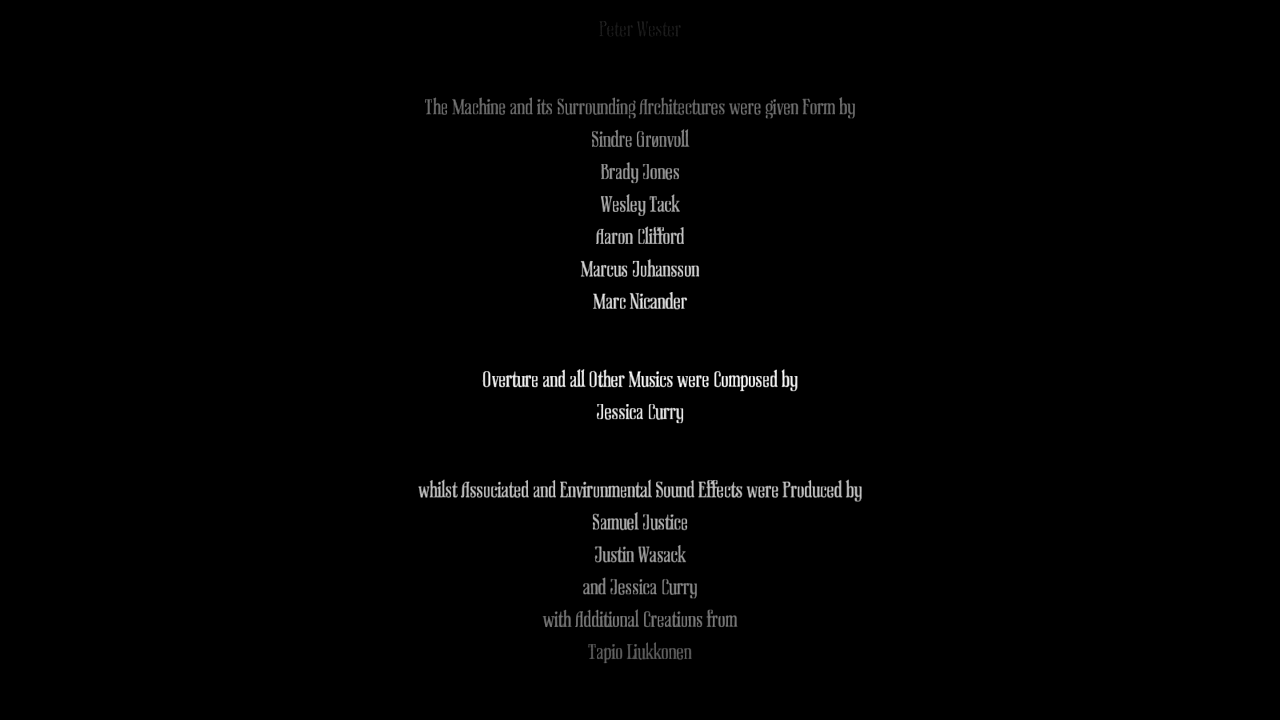 Peter Wester
The Machine and its Surrounding Architectures were given Form by
Sindre Grønvoll
Brady Jones
Wesley Tack
Aaron Clifford
Marcus Johansson
Marc Nicander
Overture and all Other Musics were Composed by
Jessica Curry
whilst Associated and Environmental Sound Effects were Produced by
Samuel Justice
Justin Wasack
and Jessica Curry
with Additional Creations from
Tapio Liukkonen